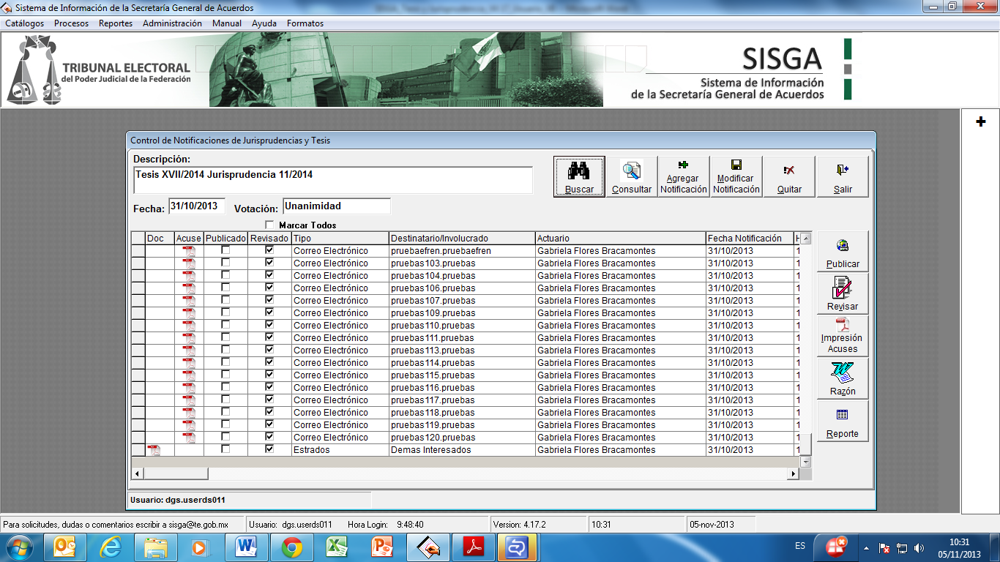 Sistema de Información de la Secretaría General de Acuerdos
Catálogos Procesos Reportes Administración Manual Ayuda Formatos
TRIBUNAL ELECTORAL
del Poder Judicial de la Federación
SISGA
Sistema de Información
de la Secretaría General de Acuerdos
Control de Notificaciones de Jurisprudencias y Tesis
Descripción:
Tesis XVII/2014 Jurisprudencia 11/2014
Buscar Consultar Agregar Notificación Modificar Notificación Quitar Salir
Fecha: 31/10/2013 Votación: Unanimidad
Marcar Todos
Doc Acuse Publicado Revisado Tipo Destinatario/Involucrado Actuario Fecha Notificación H
Correo Electrónico pruebaefren.pruebaefren Gabriela Flores Bracamontes 31/10/2013 1
Correo Electrónico pruebas103.pruebas Gabriela Flores Bracamontes 31/10/2013 1
Correo Electrónico pruebas104.pruebas Gabriela Flores Bracamontes 31/10/2013 1
Correo Electrónico pruebas106.pruebas Gabriela Flores Bracamontes 31/10/2013 1
Correo Electrónico pruebas107.pruebas Gabriela Flores Bracamontes 31/10/2013 1
Correo Electrónico pruebas109.pruebas Gabriela Flores Bracamontes 31/10/2013 1
Correo Electrónico pruebas110.pruebas Gabriela Flores Bracamontes 31/10/2013 1
Correo Electrónico pruebas111.pruebas Gabriela Flores Bracamontes 31/10/2013 1
Correo Electrónico pruebas113.pruebas Gabriela Flores Bracamontes 31/10/2013 1
Correo Electrónico pruebas114.pruebas Gabriela Flores Bracamontes 31/10/2013 1
Correo Electrónico pruebas115.pruebas Gabriela Flores Bracamontes 31/10/2013 1
Correo Electrónico pruebas116.pruebas Gabriela Flores Bracamontes 31/10/2013 1
Correo Electrónico pruebas117.pruebas Gabriela Flores Bracamontes 31/10/2013 1
Correo Electrónico pruebas118.pruebas Gabriela Flores Bracamontes 31/10/2013 1
Correo Electrónico pruebas119.pruebas Gabriela Flores Bracamontes 31/10/2013 1
Correo Electrónico pruebas120.pruebas Gabriela Flores Bracamontes 31/10/2013 1
Estrados Demas Interesados Gabriela Flores Bracamontes 31/10/2013 1
Publicar
Revisar
Impresión
Acuses
Razón
Reporte
Usuario: dgs.userds011
Para solicitudes, dudas o comentarios escribir a sisga@te.gob.mx Usuario: dgs.userds011 Hora Login: 9:48:40 Version: 4.17.2 10:31 05-nov-2013
ES 10:31
05/11/2013